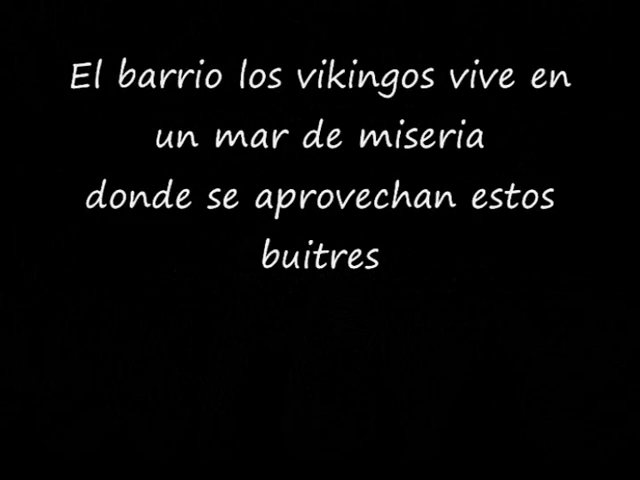 El barrio los vikingos vive en
un mar de miseria
donde se aprovechan estos
buitres